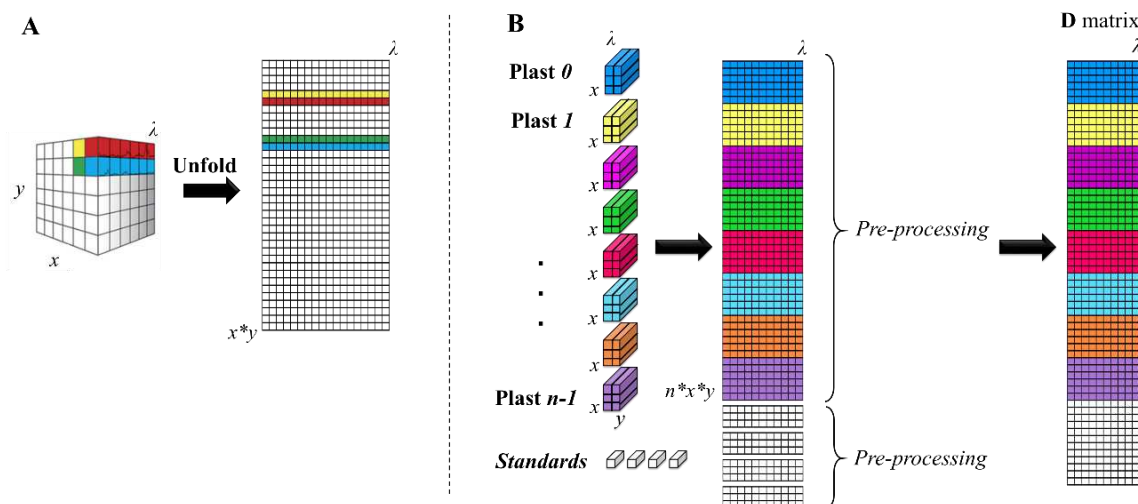 A
λ
λ
Unfold
y
x
x*y
B
λ
Plast 0
x
Plast 1
x
x
x
x
x
x
.
.
.
Plast n-1
x
y
Standards
λ
n*x*y
Pre-processing
Pre-processing
D matrix
λ